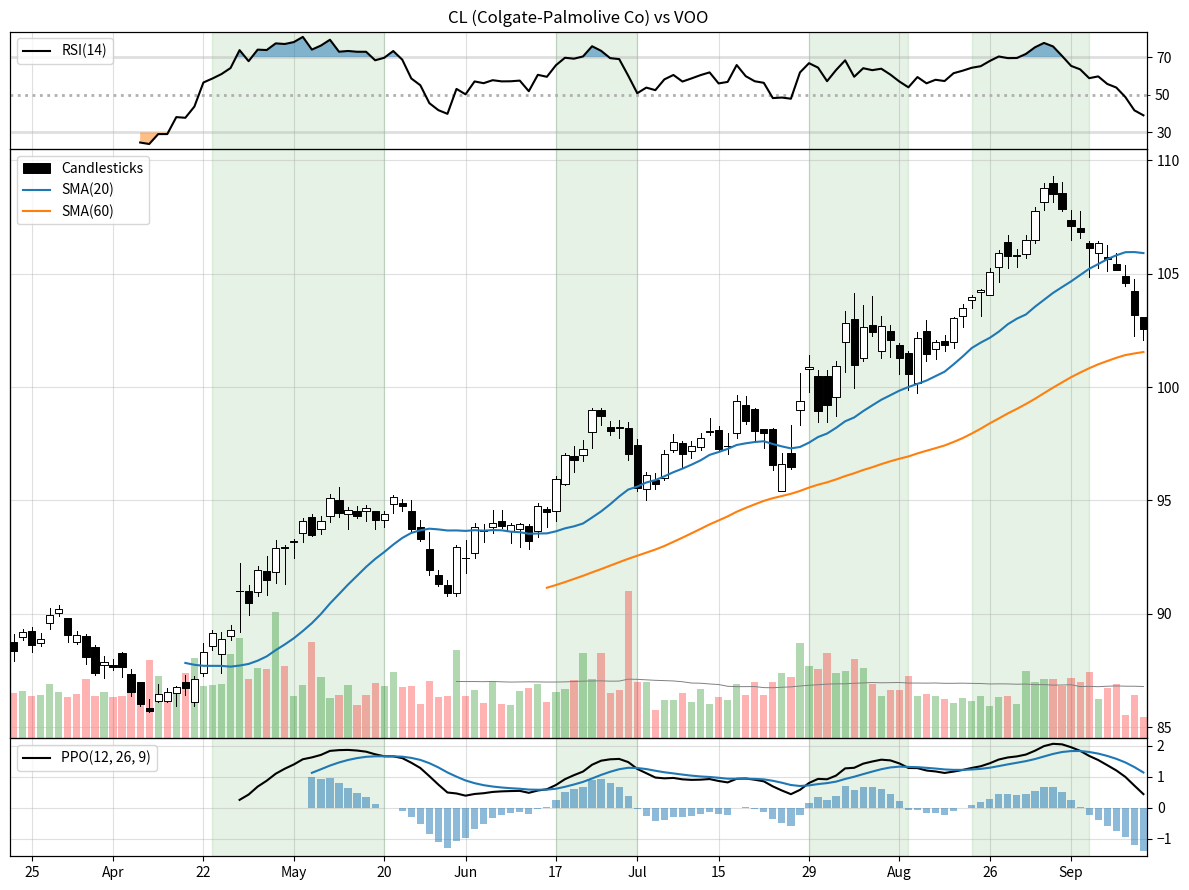 CL (Colgate-Palmolive Co) vs VOO
RSI(14)
70
50
30
Candlesticks
SMA(20)
SMA(60)
110
105
100
95
90
85
PPO(12, 26, 9)
2
1
0
−1
25 Apr 22 May 20 Jun 17 Jul 15 29 Aug 26 Sep